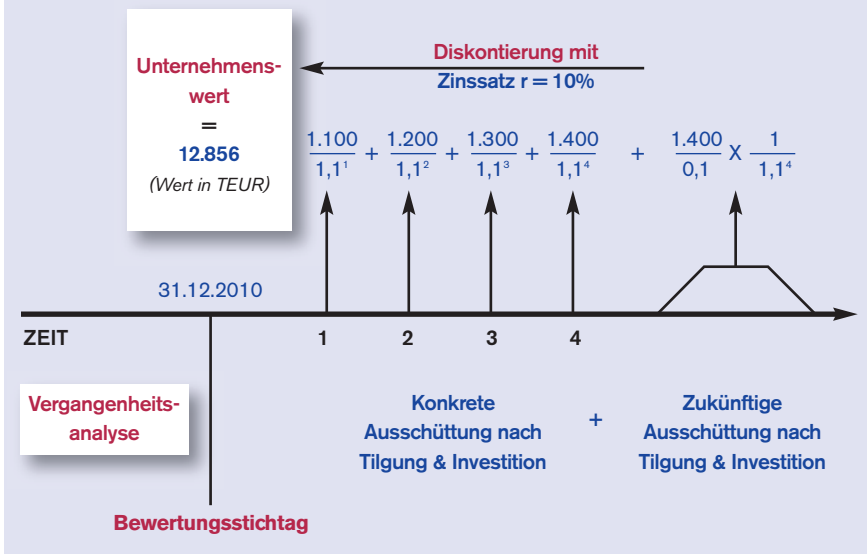 Unternehmens-
wert
=
12.856
(Wert in TEUR)
Diskontierung mit
Zinssatz r = 10%
1.100/1,1¹ + 1.200/1,1² + 1.300/1,1³ + 1.400/1,1⁴ + 1.400/0,1 X 1/1,1⁴
31.12.2010
ZEIT 1 2 3 4
Vergangenheits-
analyse
Konkrete
Ausschüttung nach
Tilgung & Investition
+
Zukünftige
Ausschüttung nach
Tilgung & Investition
Bewertungsstichtag